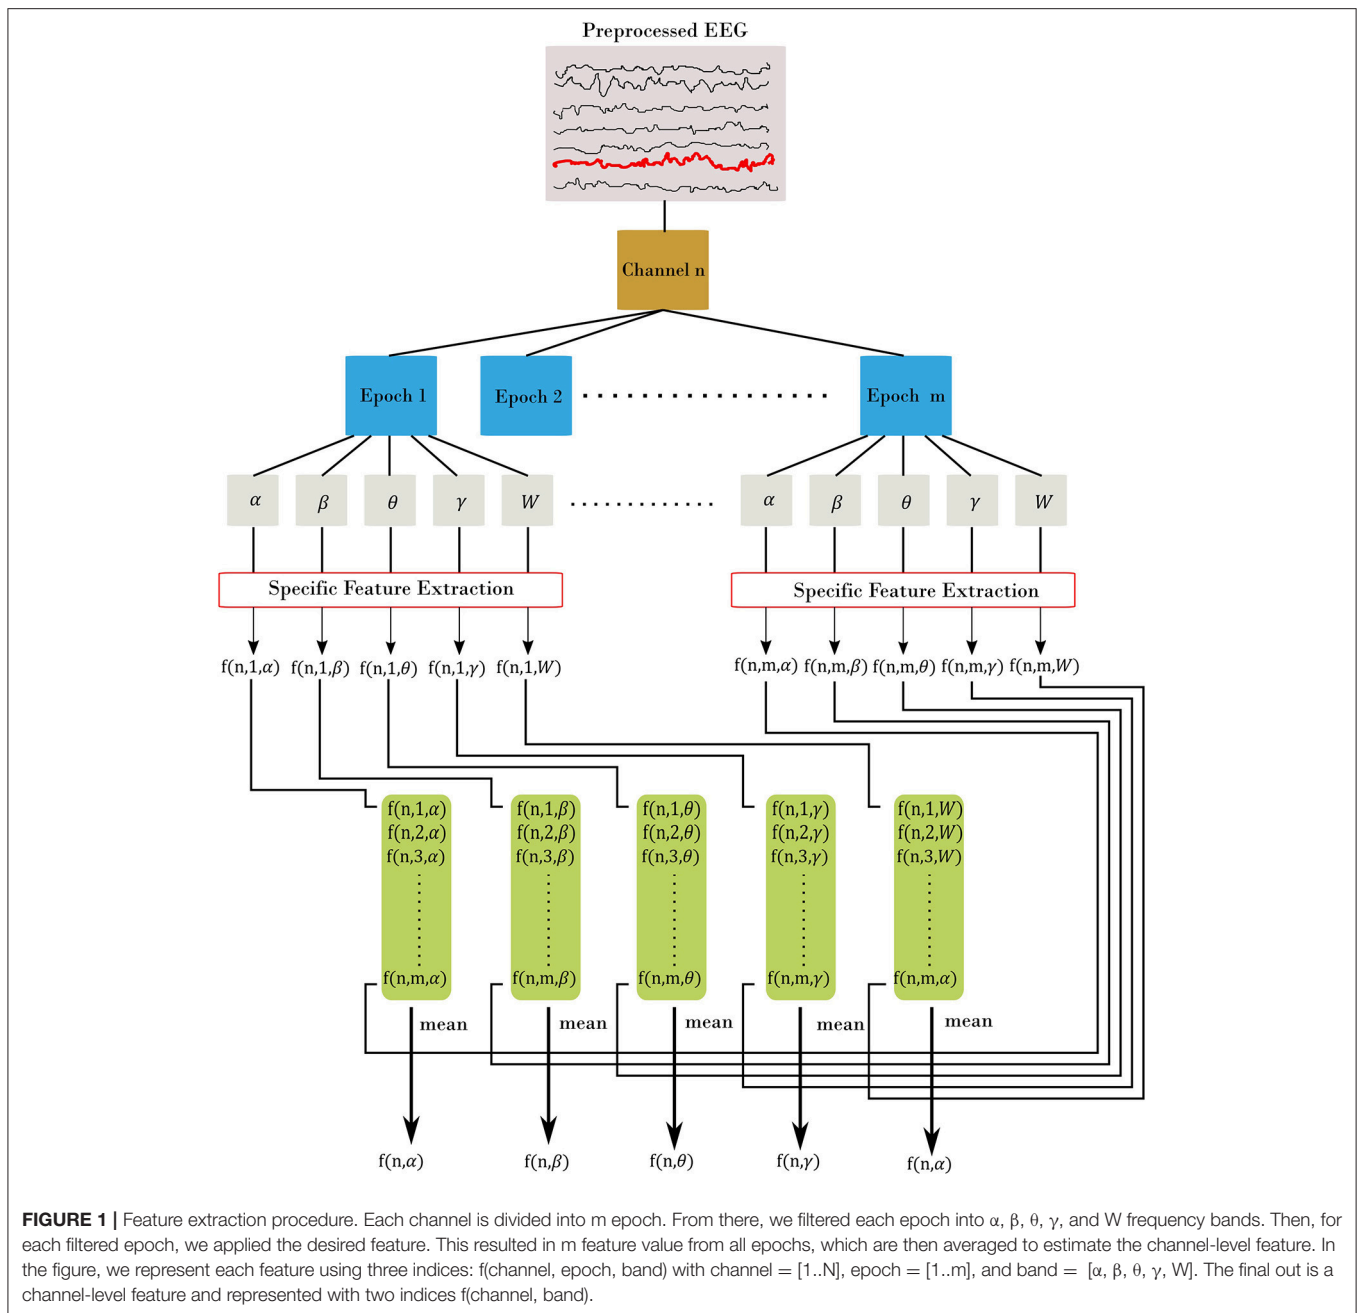 Preprocessed EEG
Channel n
Epoch 1 Epoch 2 Epoch m
α β θ γ W α β θ γ W
Specific Feature Extraction Specific Feature Extraction
f(n,1,α) f(n,1,β) f(n,1,θ) f(n,1,γ) f(n,1,W) f(n,m,α) f(n,m,β) f(n,m,θ) f(n,m,γ) f(n,m,W)
f(n,1,α) f(n,1,β) f(n,1,θ) f(n,1,γ) f(n,1,W)
f(n,2,α) f(n,2,β) f(n,2,θ) f(n,2,γ) f(n,2,W)
f(n,3,α) f(n,3,β) f(n,3,θ) f(n,3,γ) f(n,3,W)
f(n,m,α) f(n,m,β) f(n,m,θ) f(n,m,γ) f(n,m,α)
mean mean mean mean mean
f(n,α) f(n,β) f(n,θ) f(n,γ) f(n,α)
FIGURE 1 | Feature extraction procedure. Each channel is divided into m epoch. From there, we filtered each epoch into α, β, θ, γ, and W frequency bands. Then, for
each filtered epoch, we applied the desired feature. This resulted in m feature value from all epochs, which are then averaged to estimate the channel-level feature. In
the figure, we represent each feature using three indices: f(channel, epoch, band) with channel = [1..N], epoch = [1..m], and band = [α, β, θ, γ, W]. The final out is a
channel-level feature and represented with two indices f(channel, band).